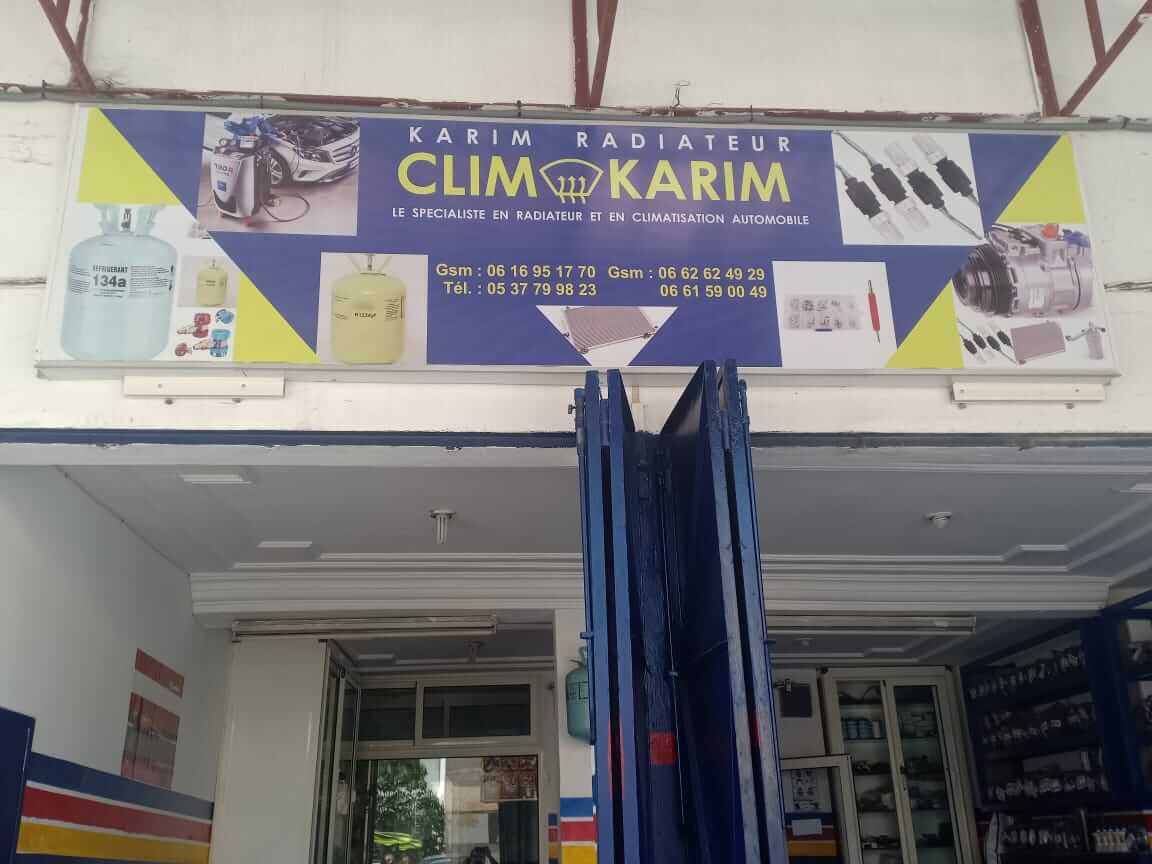 KARIM RADIATEUR
CLIM KARIM
LE SPECIALISTE EN RADIATEUR ET EN CLIMATISATION AUTOMOBILE
Gsm : 06 16 95 17 70 Gsm : 06 62 62 49 29
Tél. : 05 37 79 98 23 06 61 59 00 49
REFRIGERANT
134a